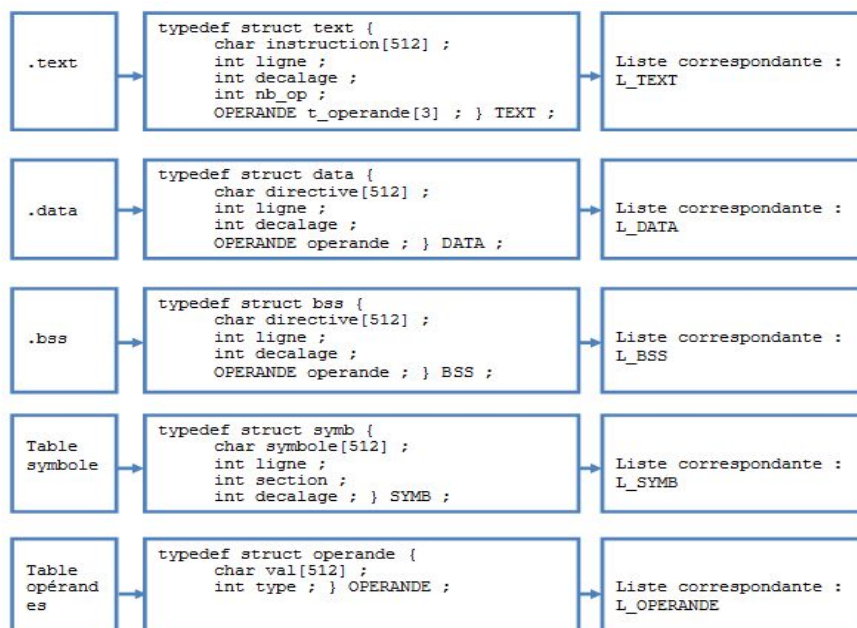 .text
typedef struct text {
char instruction[512] ;
int ligne ;
int decalage ;
int nb_op ;
OPERANDE t_operande[3] ; } TEXT ;
Liste correspondante :
L_TEXT
.data
typedef struct data {
char directive[512] ;
int ligne ;
int decalage ;
OPERANDE operande ; } DATA ;
Liste correspondante :
L_DATA
.bss
typedef struct bss {
char directive[512] ;
int ligne ;
int decalage ;
OPERANDE operande ; } BSS ;
Liste correspondante :
L_BSS
Table
symbole
typedef struct symb {
char symbole[512] ;
int ligne ;
int section ;
int decalage ; } SYMB ;
Liste correspondante :
L_SYMB
Table
opérand
es
typedef struct operande {
char val[512] ;
int type ; } OPERANDE ;
Liste correspondante :
L_OPERANDE